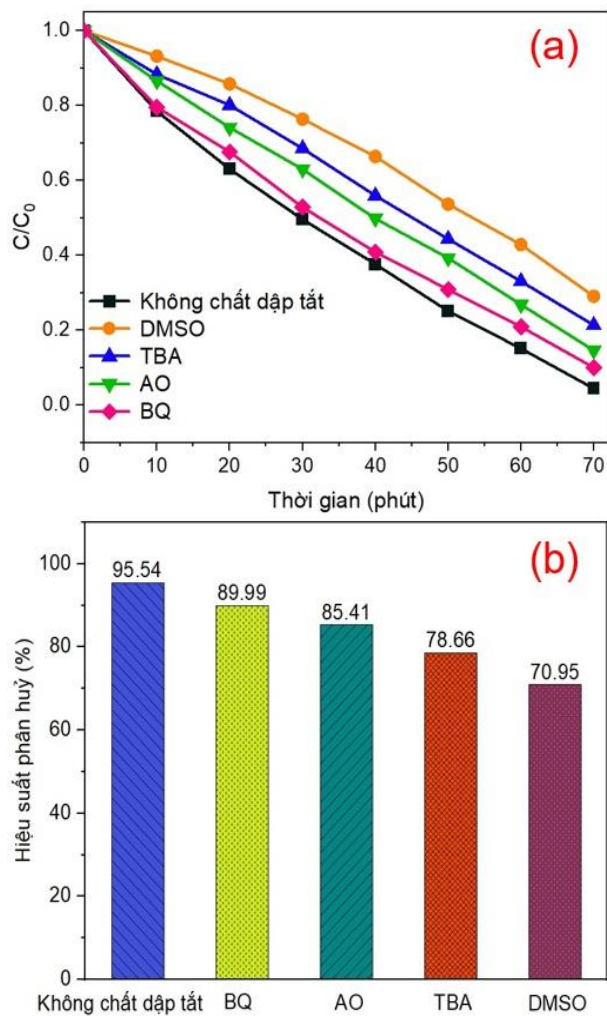 (a)
1.0
0.8
0.6
0.4
0.2
0.0
C/C₀
Không chất dập tắt
DMSO
TBA
AO
BQ
0 10 20 30 40 50 60 70
Thời gian (phút)
(b)
100
80
60
40
20
0
Hiệu suất phân huỷ (%)
95.54
89.99
85.41
78.66
70.95
Không chất dập tắt BQ AO TBA DMSO